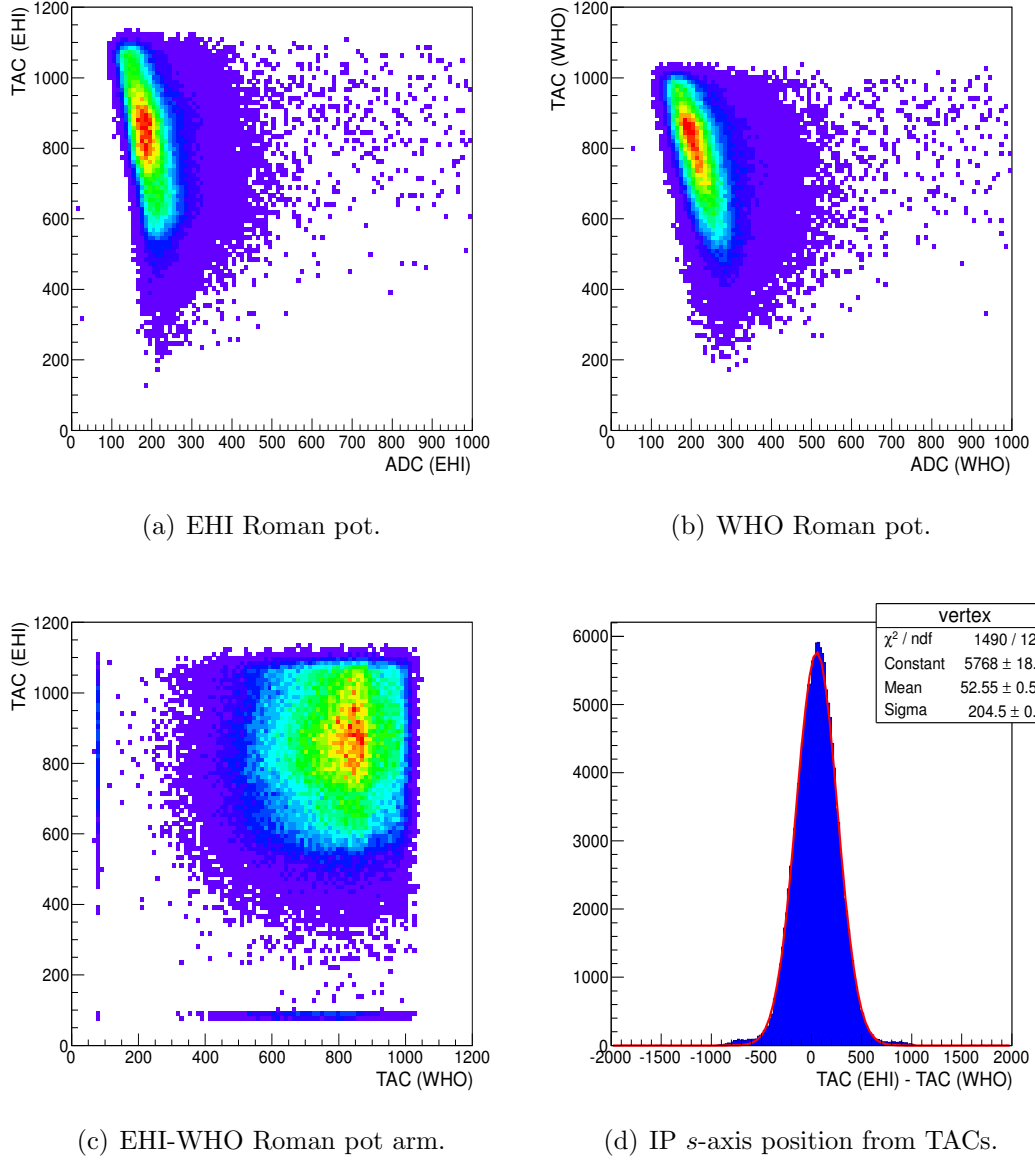 TAC (EHI)
1200
1000
800
600
400
200
0
0 100 200 300 400 500 600 700 800 900 1000
ADC (EHI)
(a) EHI Roman pot.
TAC (WHO)
1200
1000
800
600
400
200
0
0 100 200 300 400 500 600 700 800 900 1000
ADC (WHO)
(b) WHO Roman pot.
TAC (EHI)
1200
1000
800
600
400
200
0
0 200 400 600 800 1000 1200
TAC (WHO)
(c) EHI-WHO Roman pot arm.
vertex
χ² / ndf 1490 / 12
Constant 5768 ± 18.
Mean 52.55 ± 0.5
Sigma 204.5 ± 0.
6000
5000
4000
3000
2000
1000
0
-2000 -1500 -1000 -500 0 500 1000 1500 2000
TAC (EHI) - TAC (WHO)
(d) IP s-axis position from TACs.